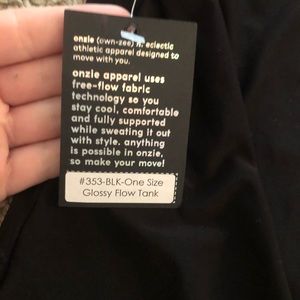 onzie (own-zee) n. eclectic
athletic apparel designed to
move with you.
onzie apparel uses
free-flow fabric
technology so you
stay cool, comfortable
and fully supported
while sweating it out
with style. anything
is possible in onzie,
so make your move!
#353-BLK-One Size
Glossy Flow Tank